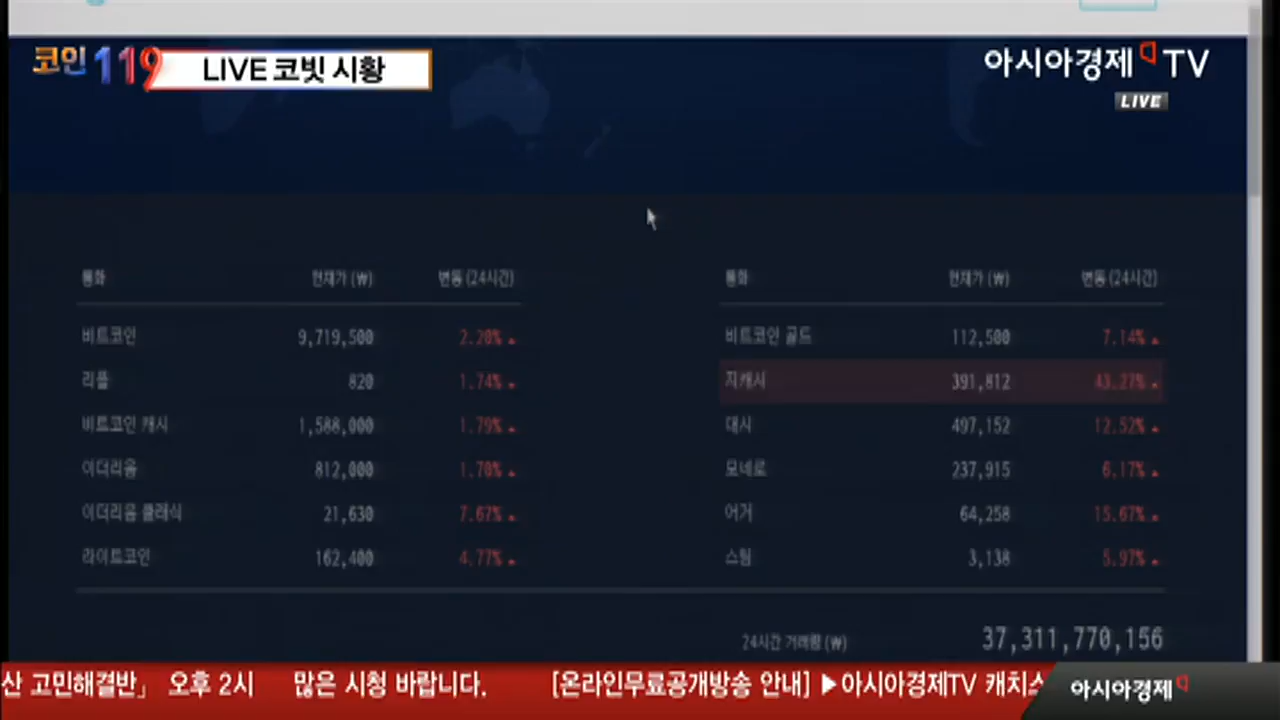 코인 119
LIVE 코빗 시황
아시아경제 TV
LIVE
통화 현재가 (₩) 변동 (24시간)
비트코인 9,719,500 2.20%
리플 820 1.74%
비트코인 캐시 1,588,000 1.79%
이더리움 812,000 1.70%
이더리움 클래식 21,630 7.67%
라이트코인 162,400 4.77%
통화 현재가 (₩) 변동 (24시간)
비트코인 골드 112,500 7.14%
지캐시 391,812 43.27%
대시 497,152 12.52%
모네로 237,915 6.17%
어거 64,258 15.67%
스팀 3,138 5.97%
24시간 거래량 (₩) 37,311,770,156
산 고민해결반」 오후 2시 많은 시청 바랍니다. [온라인무료공개방송 안내] ▶아시아경제TV 캐치스
아시아경제